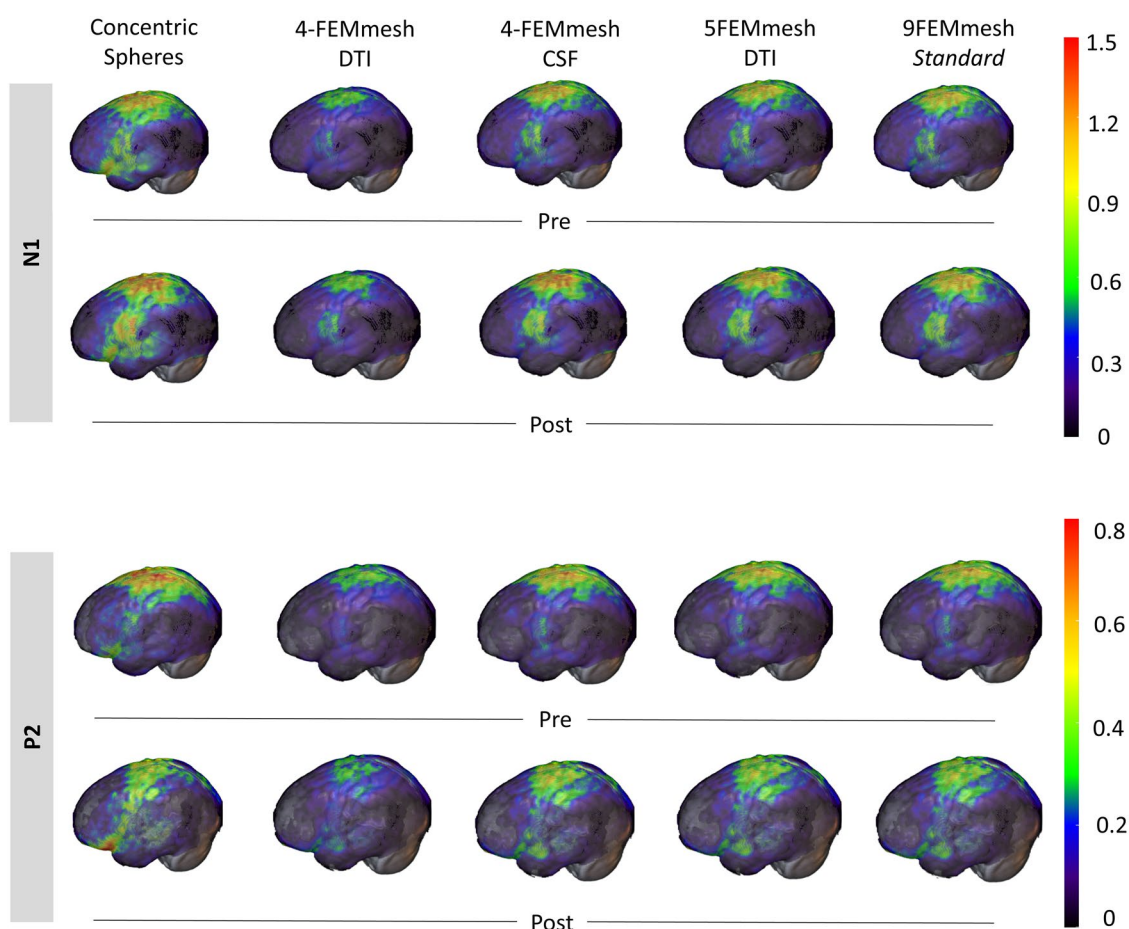 Concentric
Spheres
4-FEMmesh
DTI
4-FEMmesh
CSF
5FEMmesh
DTI
9FEMmesh
Standard
N1
Pre
Post
1.5
1.2
0.9
0.6
0.3
0
P2
Pre
Post
0.8
0.6
0.4
0.2
0